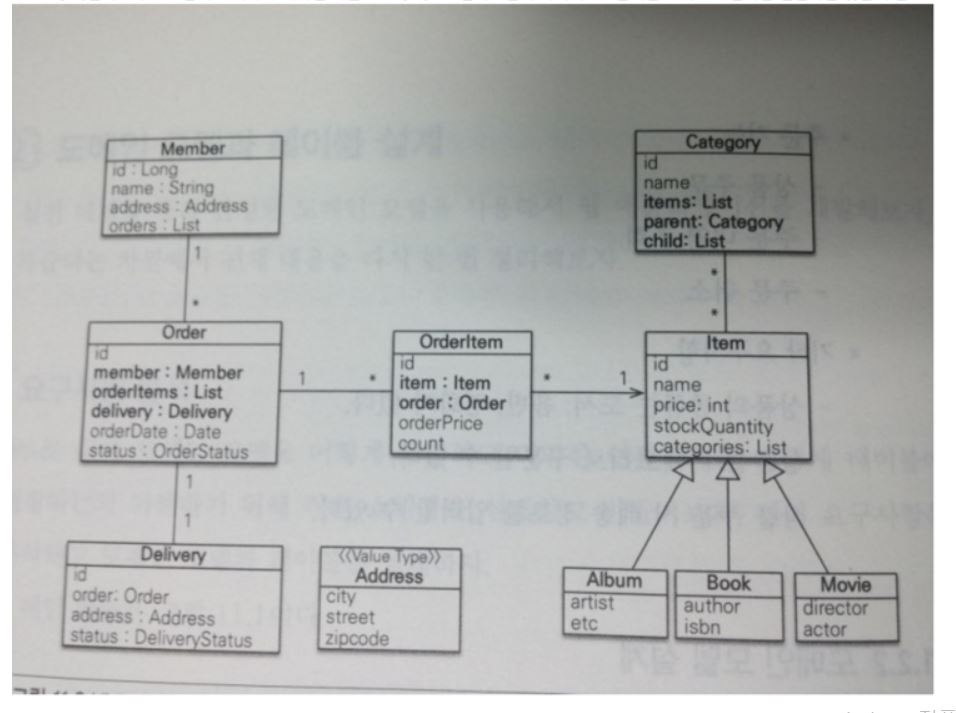 Member
id : Long
name : String
address : Address
orders : List
Category
id
name
items: List
parent: Category
child: List
1
*
*
*
Order
id
member : Member
orderItems : List
delivery : Delivery
orderDate : Date
status : OrderStatus
1
*
OrderItem
id
item : Item
order : Order
orderPrice
count
*
1
Item
id
name
price: int
stockQuantity
categories: List
1
1
Delivery
id
order: Order
address : Address
status : DeliveryStatus
《Value Type》
Address
city
street
zipcode
Album
artist
etc
Book
author
isbn
Movie
director
actor